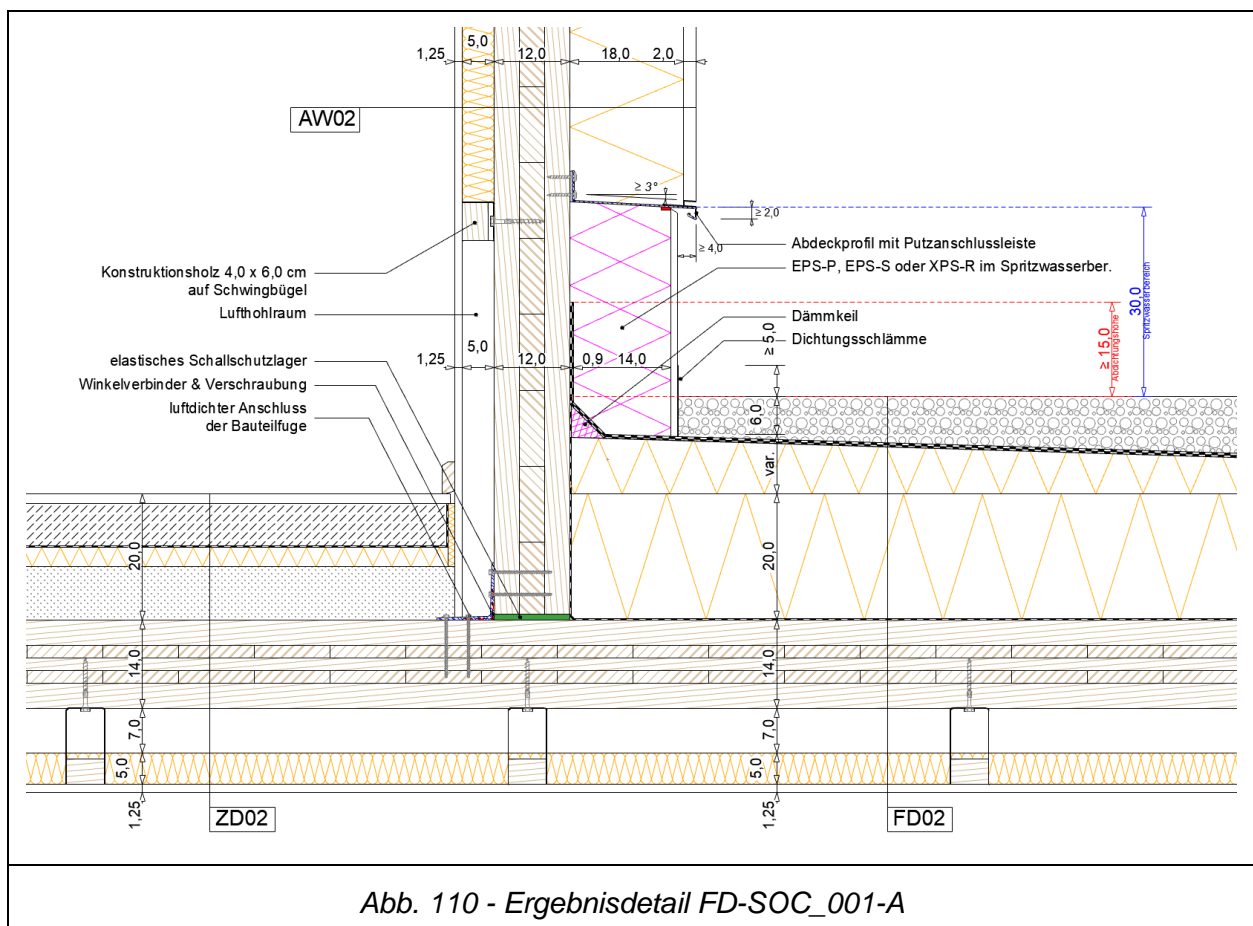 1,25
5,0
12,0
18,0
2,0
AW02
≥ 3°
≥ 2,0
≥ 4,0
Abdeckprofil mit Putzanschlussleiste
EPS-P, EPS-S oder XPS-R im Spritzwasserber.
Dämmkeil
Dichtungsschlämme
30,0
Spritzwasserbereich
≥ 15,0
Abdichtungshöhe
Konstruktionsholz 4,0 x 6,0 cm
auf Schwingbügel
Lufthohlraum
elastisches Schallschutzlager
Winkelverbinder & Verschraubung
luftdichter Anschluss
der Bauteilfuge
1,25
5,0
12,0
0,9
14,0
≥ 5,0
6,0
var.
20,0
20,0
14,0
14,0
7,0
7,0
5,0
5,0
1,25
1,25
ZD02
FD02
Abb. 110 - Ergebnisdetail FD-SOC_001-A